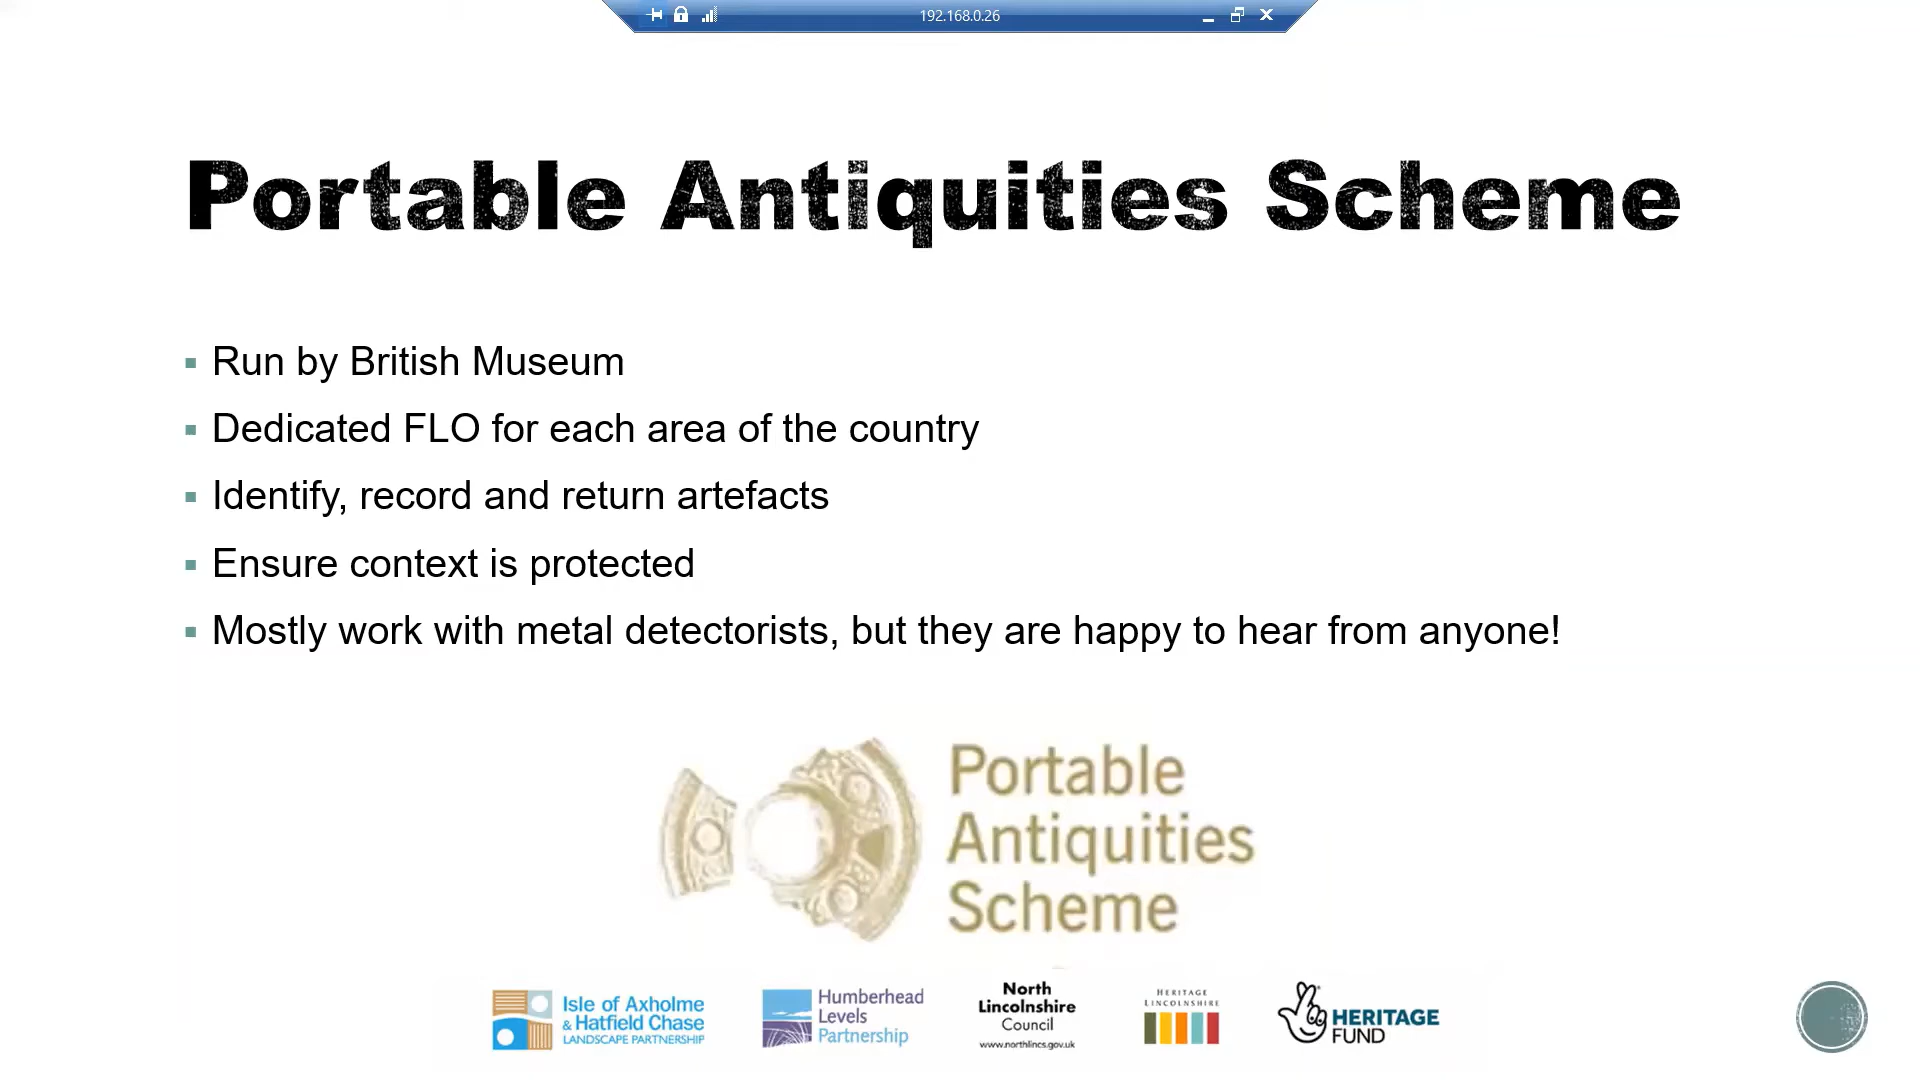 192.168.0.26
Portable Antiquities Scheme
Run by British Museum
Dedicated FLO for each area of the country
Identify, record and return artefacts
Ensure context is protected
Mostly work with metal detectorists, but they are happy to hear from anyone!
Portable
Antiquities
Scheme
Isle of Axholme
& Hatfield Chase
LANDSCAPE PARTNERSHIP
Humberhead
Levels
Partnership
North
Lincolnshire
Council
www.northlincs.gov.uk
HERITAGE
LINCOLNSHIRE
HERITAGE
FUND